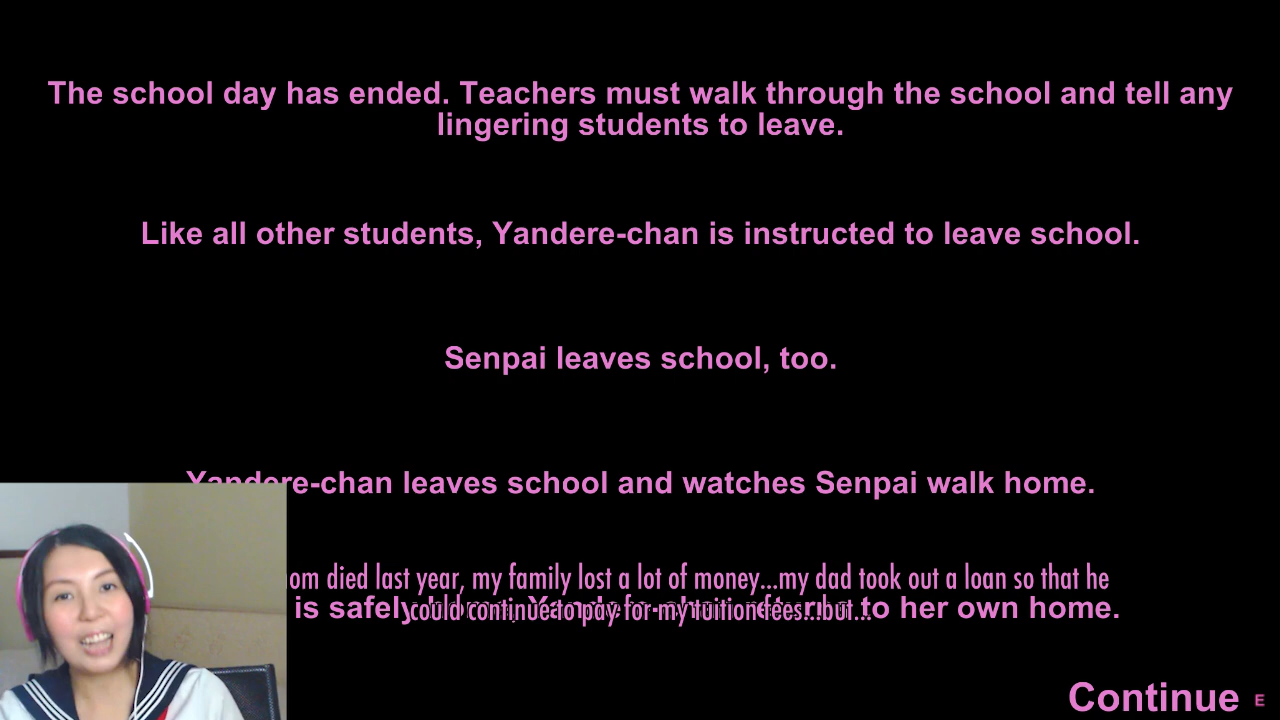 The school day has ended. Teachers must walk through the school and tell any
lingering students to leave.
Like all other students, Yandere-chan is instructed to leave school.
Senpai leaves school, too.
Yandere-chan leaves school and watches Senpai walk home.
om died last year, my family lost a lot of money...my dad took out a loan so that he
is safely to her own home.
could continue to pay for my tuition fees...but...
Continue E